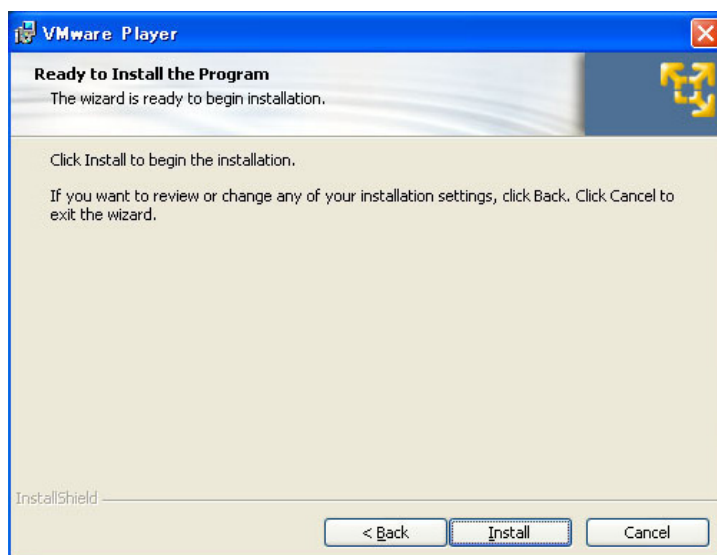 VMware Player
Ready to Install the Program
The wizard is ready to begin installation.
Click Install to begin the installation.
If you want to review or change any of your installation settings, click Back. Click Cancel to
exit the wizard.
InstallShield
< Back Install Cancel